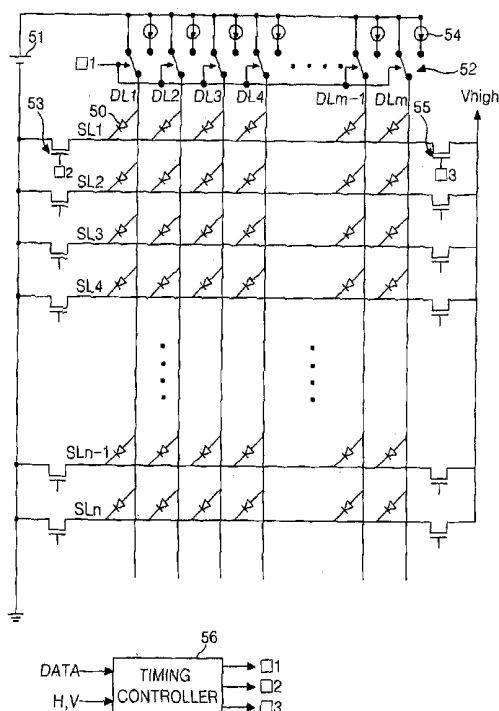 51
54
□1
52
DL1 DL2 DL3 DL4 DLm-1 DLm
Vhigh
50
53
55
SL1
□2
□3
SL2
SL3
SL4
SLn-1
SLn
56
DATA
H,V
TIMING
CONTROLLER
□1
□2
□3